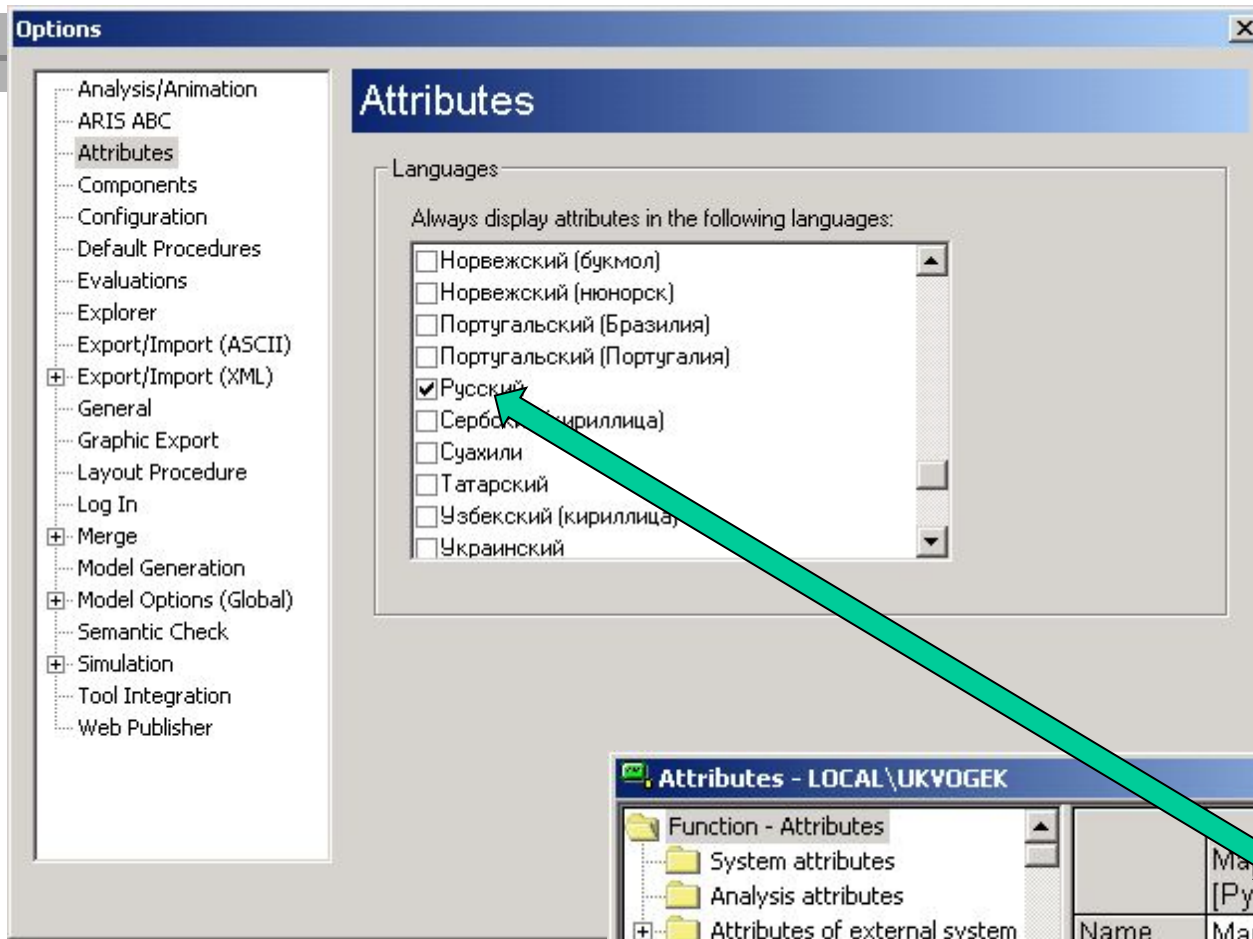 Options
Analysis/Animation
ARIS ABC
Attributes
Components
Configuration
Default Procedures
Evaluations
Explorer
Export/Import (ASCII)
Export/Import (XML)
General
Graphic Export
Layout Procedure
Log In
Merge
Model Generation
Model Options (Global)
Semantic Check
Simulation
Tool Integration
Web Publisher
Attributes
Languages
Always display attributes in the following languages:
Норвежский (букмол)
Норвежский (нюнорск)
Португальский (Бразилия)
Португальский (Португалия)
Русский
(кириллица)
Суахили
Татарский
Узбекский (кириллица)
Украинский
Attributes - LOCAL\UKVOGEK
Function - Attributes
System attributes
Analysis attributes
Attributes of external system
[Ру
Name
Ма